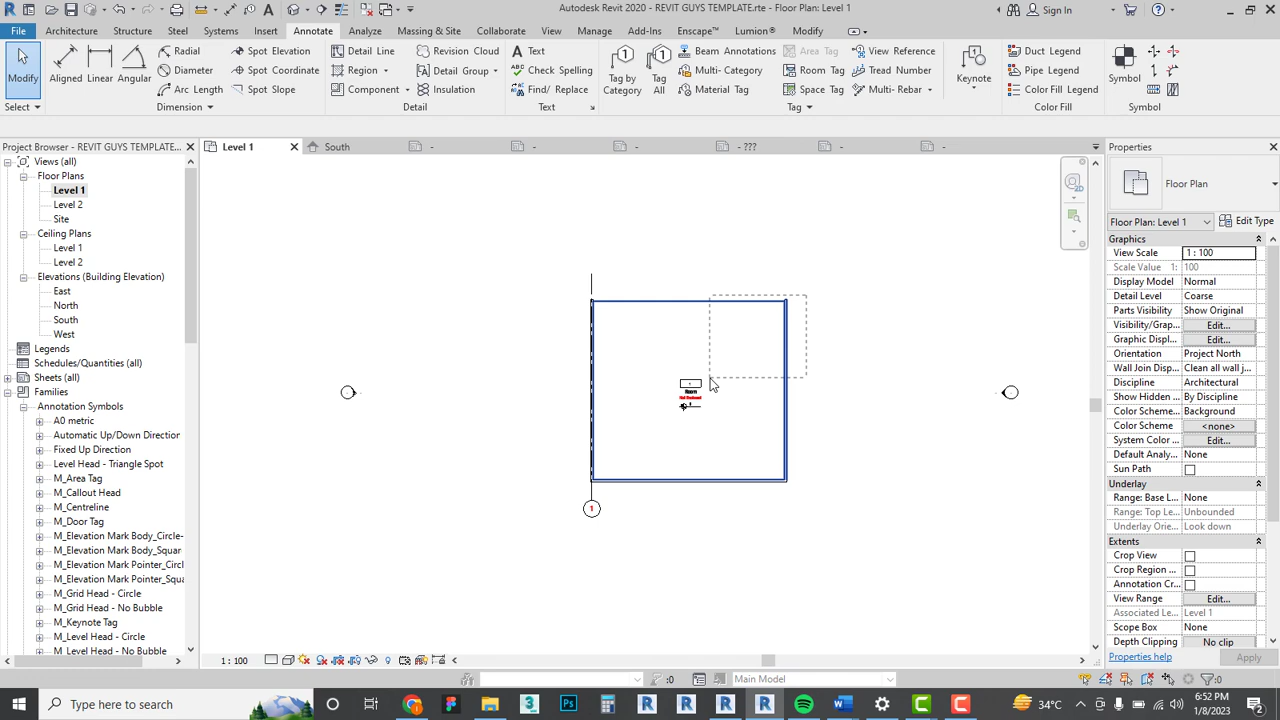 Autodesk Revit 2020 - REVIT GUYS TEMPLATE.rte - Floor Plan: Level 1
Sign In
File Architecture Structure Steel Systems Insert Annotate Analyze Massing & Site Collaborate View Manage Add-Ins Enscape™ Lumion® Modify
Modify
Aligned Linear Angular
Radial
Diameter
Arc Length
Spot Elevation
Spot Coordinate
Spot Slope
Detail Line
Region
Component
Revision Cloud
Detail Group
Insulation
Text
Check Spelling
Find/ Replace
Tag by Category
Tag All
Beam Annotations
Multi- Category
Material Tag
Area Tag
Room Tag
Space Tag
View Reference
Tread Number
Multi- Rebar
Keynote
Duct Legend
Pipe Legend
Color Fill Legend
Symbol
Select Dimension Detail Text Tag Color Fill Symbol
Project Browser - REVIT GUYS TEMPLATE...
Views (all)
Floor Plans
Level 1
Level 2
Site
Ceiling Plans
Level 1
Level 2
Elevations (Building Elevation)
East
North
South
West
Legends
Schedules/Quantities (all)
Sheets (all)
Families
Annotation Symbols
A0 metric
Automatic Up/Down Direction
Fixed Up Direction
Level Head - Triangle Spot
M_Area Tag
M_Callout Head
M_Centreline
M_Door Tag
M_Elevation Mark Body_Circle-
M_Elevation Mark Body_Squar
M_Elevation Mark Pointer_Circ
M_Elevation Mark Pointer_Squa
M_Grid Head - Circle
M_Grid Head - No Bubble
M_Keynote Tag
M_Level Head - Circle
M_Level Head - No Bubble
Level 1 South - - - - ??? - -
Room
1
Properties
Floor Plan
Floor Plan: Level 1 Edit Type
Graphics
View Scale 1 : 100
Scale Value 1: 100
Display Model Normal
Detail Level Coarse
Parts Visibility Show Original
Visibility/Grap... Edit...
Graphic Displ... Edit...
Orientation Project North
Wall Join Displ... Clean all wall j...
Discipline Architectural
Show Hidden ... By Discipline
Color Scheme... Background
Color Scheme <none>
System Color ... Edit...
Default Analy... None
Sun Path
Underlay
Range: Base L... None
Range: Top Le... Unbounded
Underlay Orie... Look down
Extents
Crop View
Crop Region ...
Annotation Cr...
View Range Edit...
Associated Le... Level 1
Scope Box None
Depth Clipping No clip
Properties help Apply
1 : 100
:0 Main Model :0
Type here to search
34°C
6:52 PM
1/8/2023